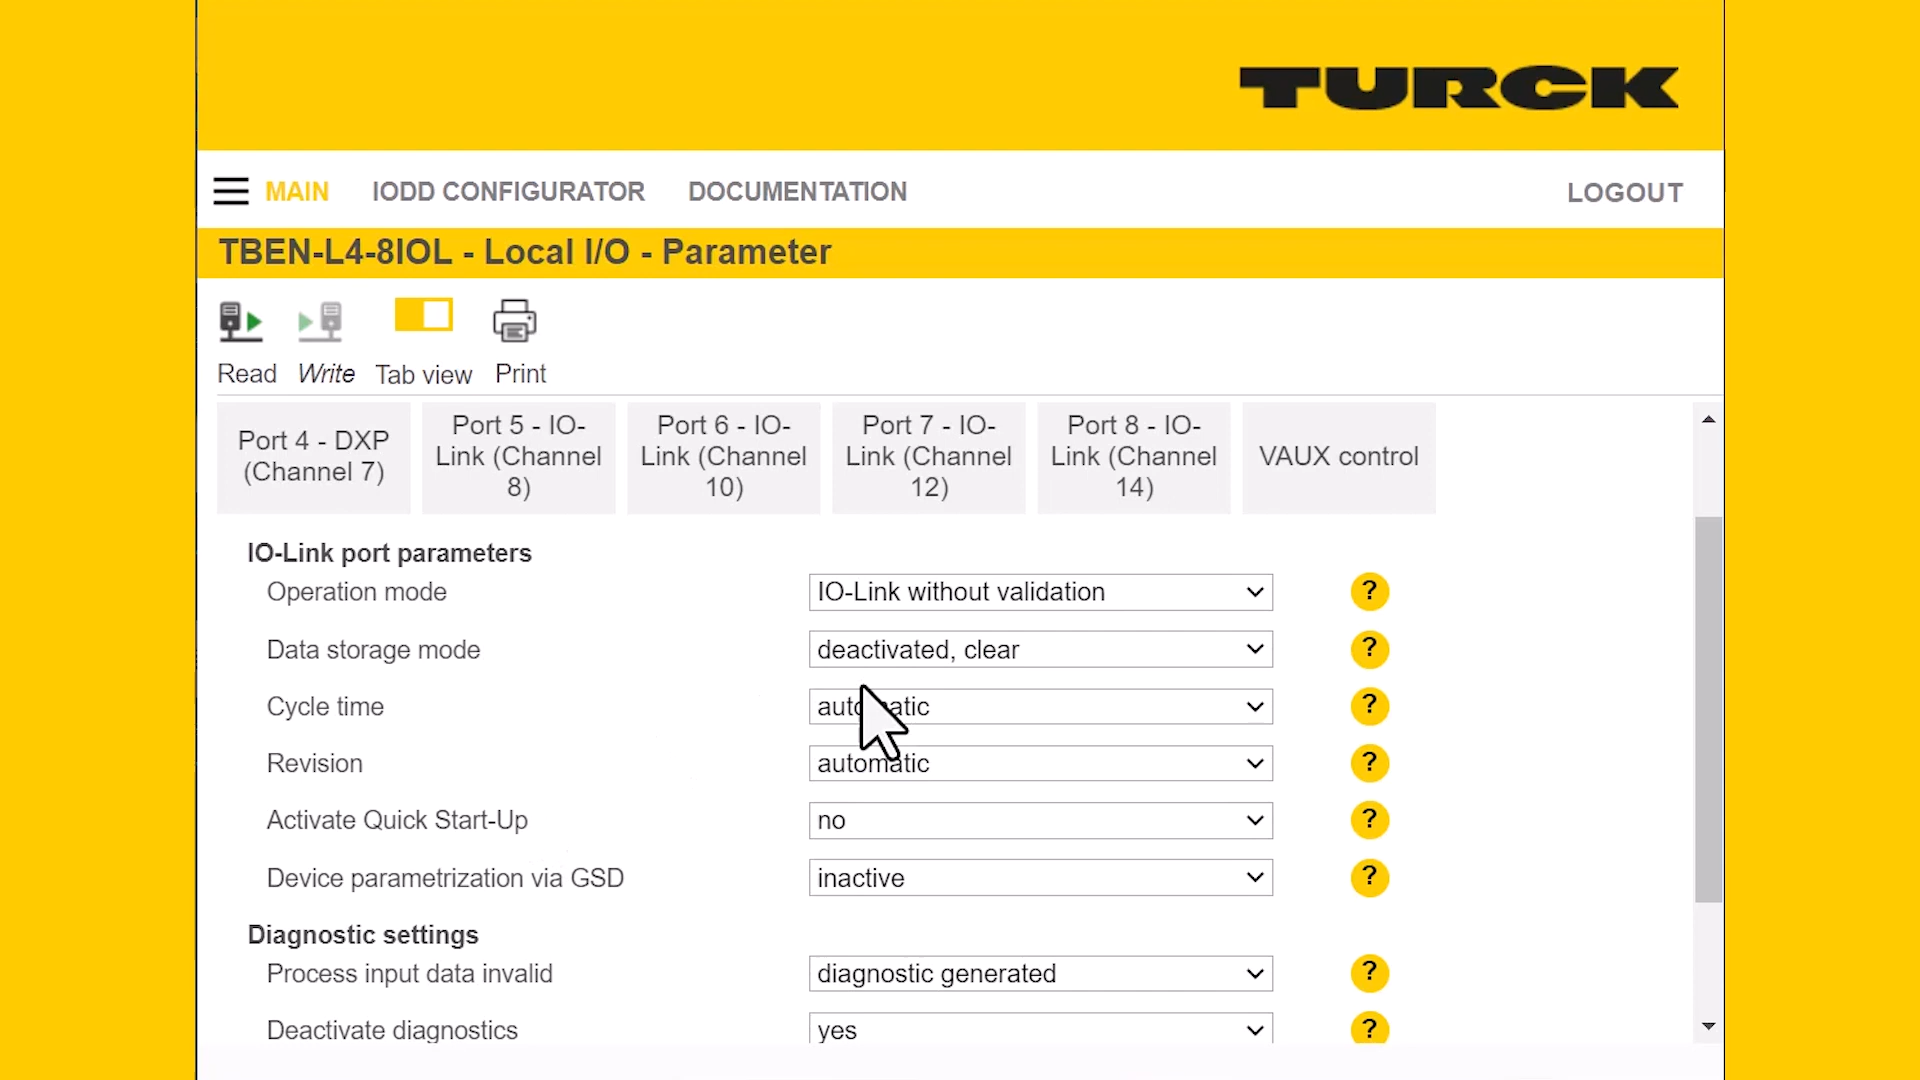 TURCK
MAIN IODD CONFIGURATOR DOCUMENTATION LOGOUT
TBEN-L4-8IOL - Local I/O - Parameter
Read Write Tab view Print
Port 4 - DXP
(Channel 7)
Port 5 - IO-
Link (Channel
8)
Port 6 - IO-
Link (Channel
10)
Port 7 - IO-
Link (Channel
12)
Port 8 - IO-
Link (Channel
14)
VAUX control
IO-Link port parameters
Operation mode IO-Link without validation ?
Data storage mode deactivated, clear ?
Cycle time automatic ?
Revision automatic ?
Activate Quick Start-Up no ?
Device parametrization via GSD inactive ?
Diagnostic settings
Process input data invalid diagnostic generated ?
Deactivate diagnostics yes ?